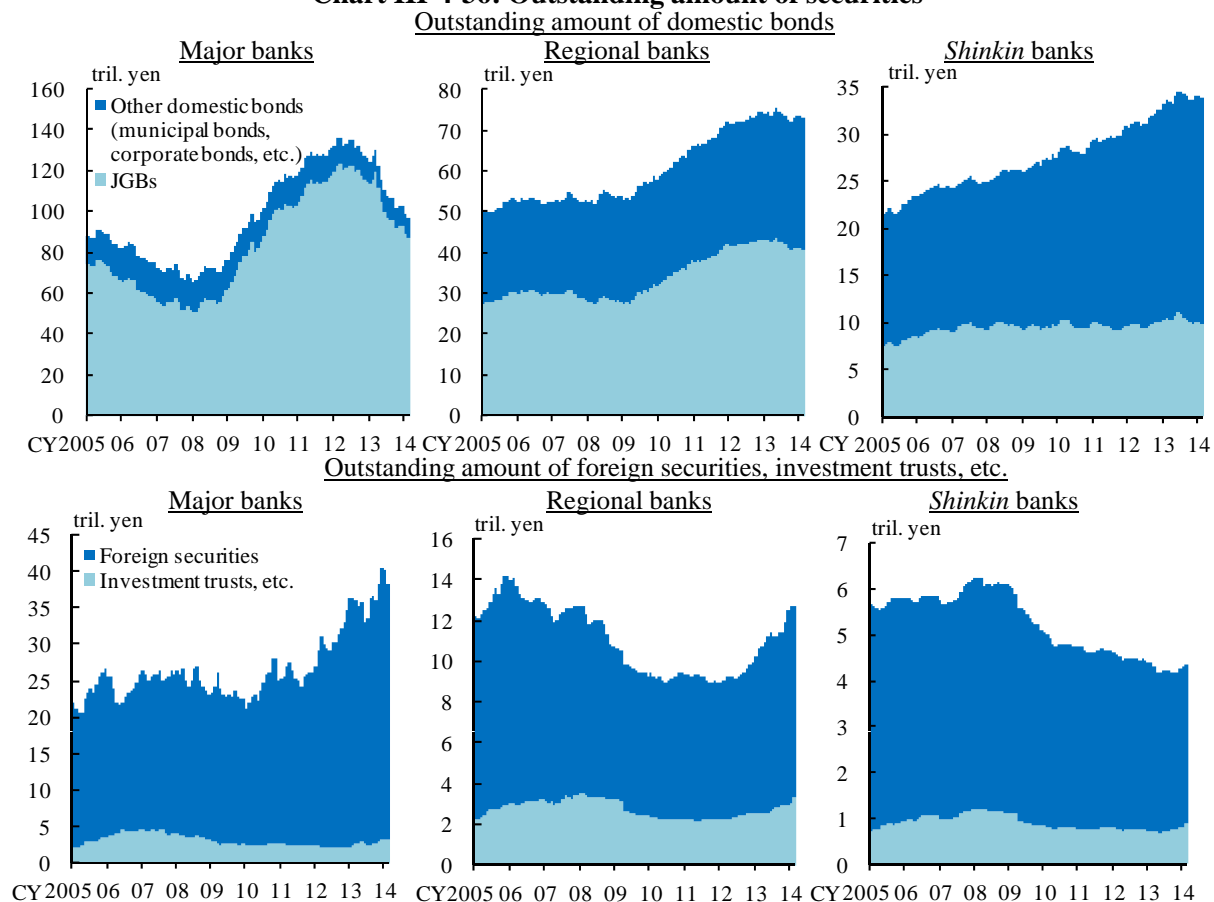 Outstanding amount of domestic bonds
Major banks
Regional banks
Shinkin banks
tril. yen
160
140
120
100
80
60
40
20
0
Other domestic bonds
(municipal bonds,
corporate bonds, etc.)
JGBs
CY2005 06 07 08 09 10 11 12 13 14
tril. yen
80
70
60
50
40
30
20
10
0
CY2005 06 07 08 09 10 11 12 13 14
tril. yen
35
30
25
20
15
10
5
0
CY2005 06 07 08 09 10 11 12 13 14
Outstanding amount of foreign securities, investment trusts, etc.
Major banks
Regional banks
Shinkin banks
tril. yen
45
40
35
30
25
20
15
10
5
0
Foreign securities
Investment trusts, etc.
CY2005 06 07 08 09 10 11 12 13 14
tril. yen
16
14
12
10
8
6
4
2
0
CY2005 06 07 08 09 10 11 12 13 14
tril. yen
7
6
5
4
3
2
1
0
CY2005 06 07 08 09 10 11 12 13 14